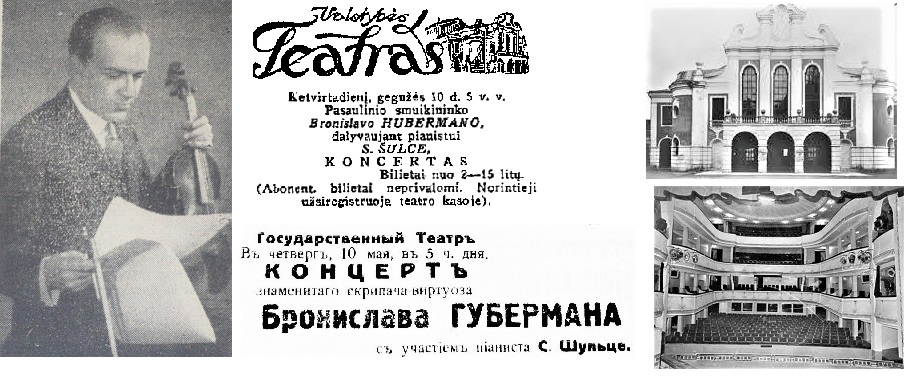 Valstybės
Teatras
Ketvirtadienį, gegužės 10 d. 5 v. v.
Pasaulinio smuikininko
Bronislavo HUBERMANO,
dalyvaujant pianistui
S. ŠULCE,
KONCERTAS
Bilietai nuo 2—15 litų.
(Abonent. bilietai neprivalomi. Norintieji
užsiregistruoja teatro kasoje).
Государственный Театръ
Въ четвергъ, 10 мая, въ 5 ч. дня,
КОНЦЕРТЪ
знаменитаго скрипача-виртуоза
Бронислава ГУБЕРМАНА
съ участіемъ піаниста С. Шульце.